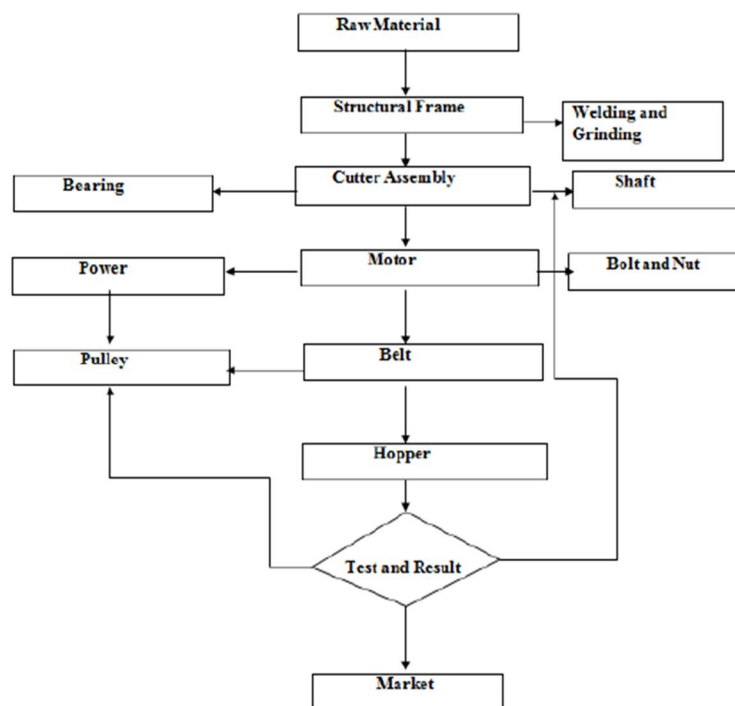 Raw Material
Structural Frame
Welding and
Grinding
Bearing
Cutter Assembly
Shaft
Power
Motor
Bolt and Nut
Pulley
Belt
Hopper
Test and Result
Market